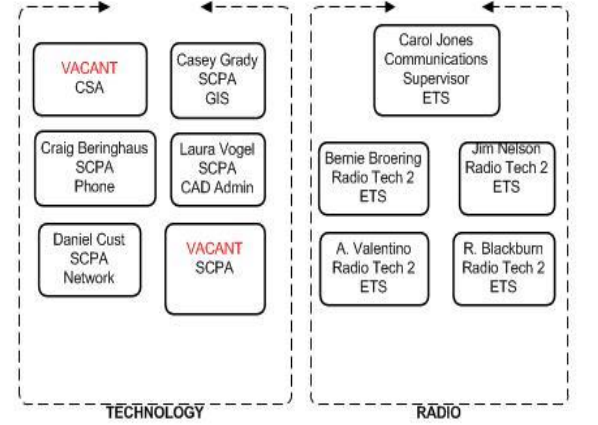 VACANT
CSA
Casey Grady
SCPA
GIS
Craig Beringhaus
SCPA
Phone
Laura Vogel
SCPA
CAD Admin
Daniel Cust
SCPA
Network
VACANT
SCPA
TECHNOLOGY
Carol Jones
Communications
Supervisor
ETS
Bernie Broering
Radio Tech 2
ETS
Jim Nelson
Radio Tech 2
ETS
A. Valentino
Radio Tech 2
ETS
R. Blackburn
Radio Tech 2
ETS
RADIO